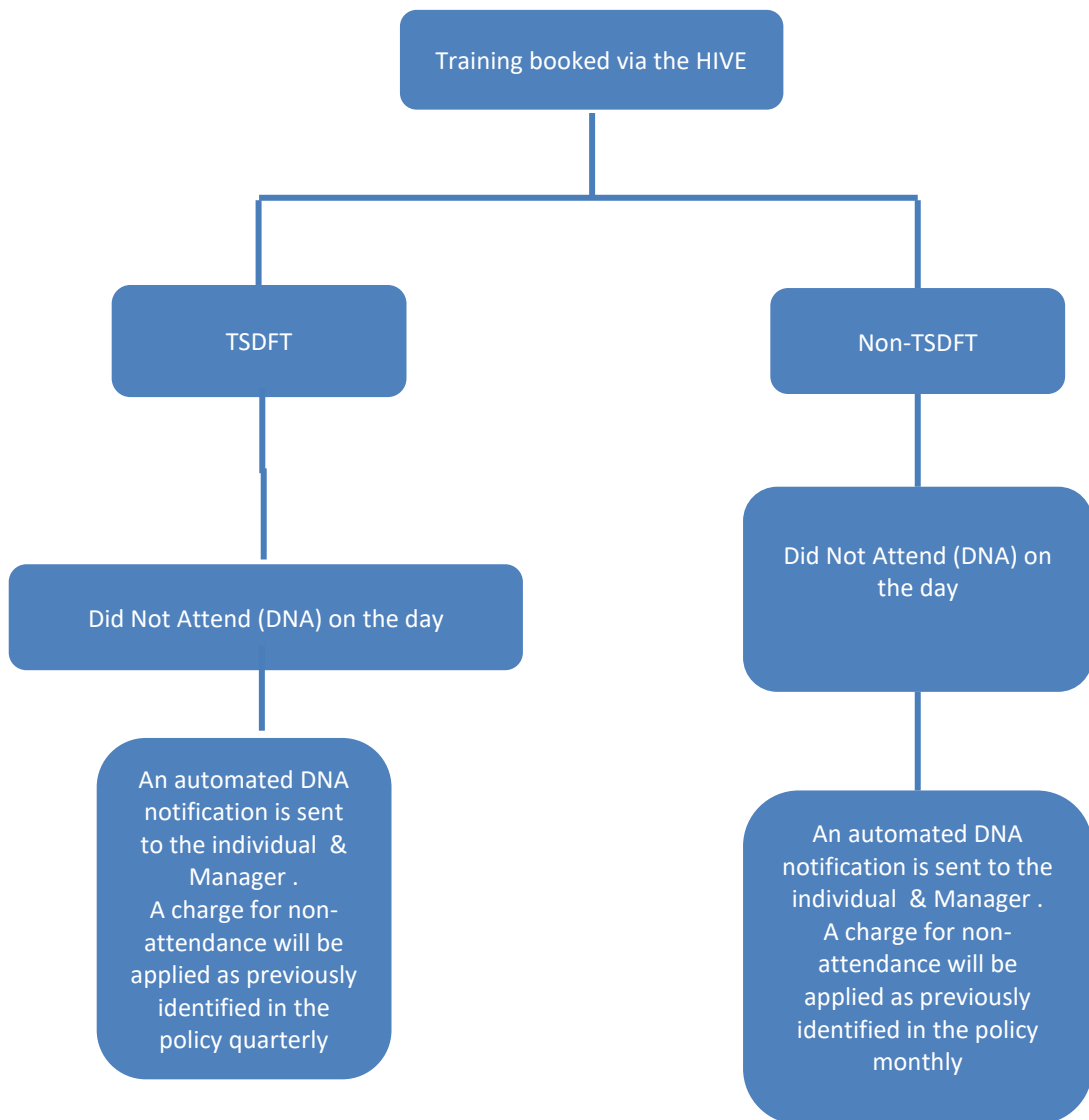 Training booked via the HIVE
TSDFT
Non-TSDFT
Did Not Attend (DNA) on the day
Did Not Attend (DNA) on
the day
An automated DNA
notification is sent
to the individual  &
Manager .
A charge for non-
attendance will be
applied as previously
identified in the
policy quarterly
An automated DNA
notification is sent to the
individual  & Manager .
A charge for non-
attendance will be
applied as previously
identified in the policy
monthly